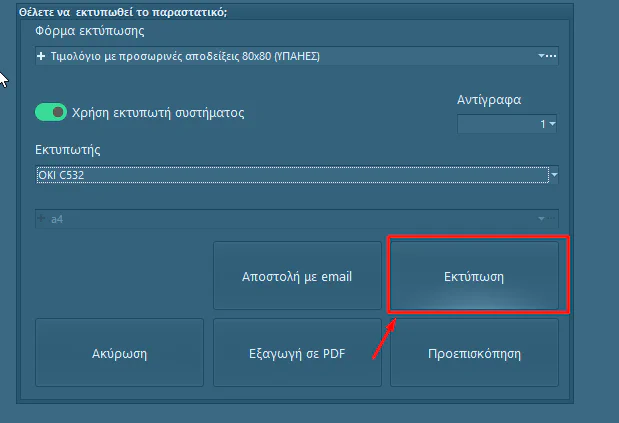 Θέλετε να εκτυπωθεί το παραστατικό;
Φόρμα εκτύπωσης
Τιμολόγιο με προσωρινές αποδείξεις 80x80 (ΥΠΑΗΕΣ)
Χρήση εκτυπωτή συστήματος
Αντίγραφα
1
Εκτυπωτής
OKI C532
a4
Αποστολή με email
Εκτύπωση
Ακύρωση
Εξαγωγή σε PDF
Προεπισκόπηση